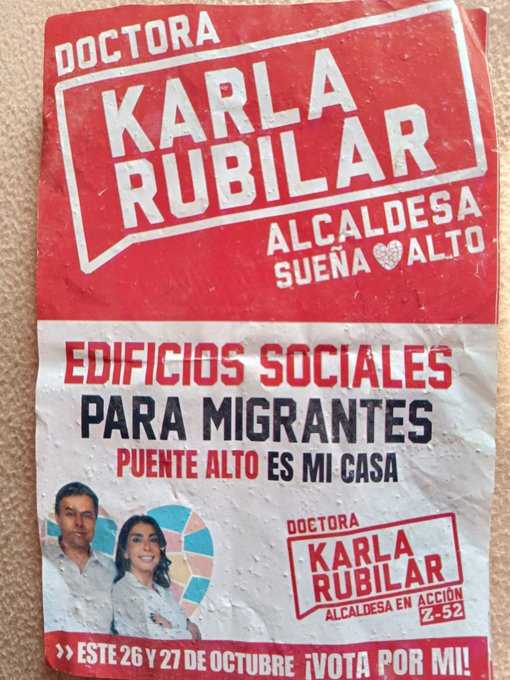 DOCTORA
KARLA
RUBILAR
ALCALDESA
SUEÑA ALTO
EDIFICIOS SOCIALES
PARA MIGRANTES
PUENTE ALTO ES MI CASA
DOCTORA
KARLA
RUBILAR
ALCALDESA EN ACCIÓN
Z-52
>> ESTE 26 Y 27 DE OCTUBRE ¡VOTA POR MI!